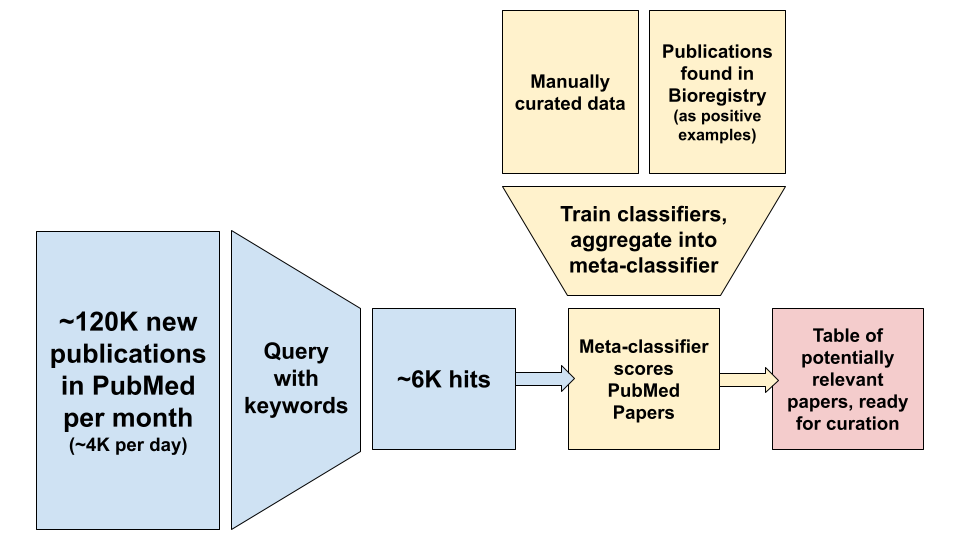 Manually
curated data
Publications
found in
Bioregistry
(as positive
examples)
Train classifiers,
aggregate into
meta-classifier
~120K new
publications
in PubMed
per month
(~4K per day)
Query
with
keywords
~6K hits
Meta-classifier
scores
PubMed
Papers
Table of
potentially
relevant
papers, ready
for curation